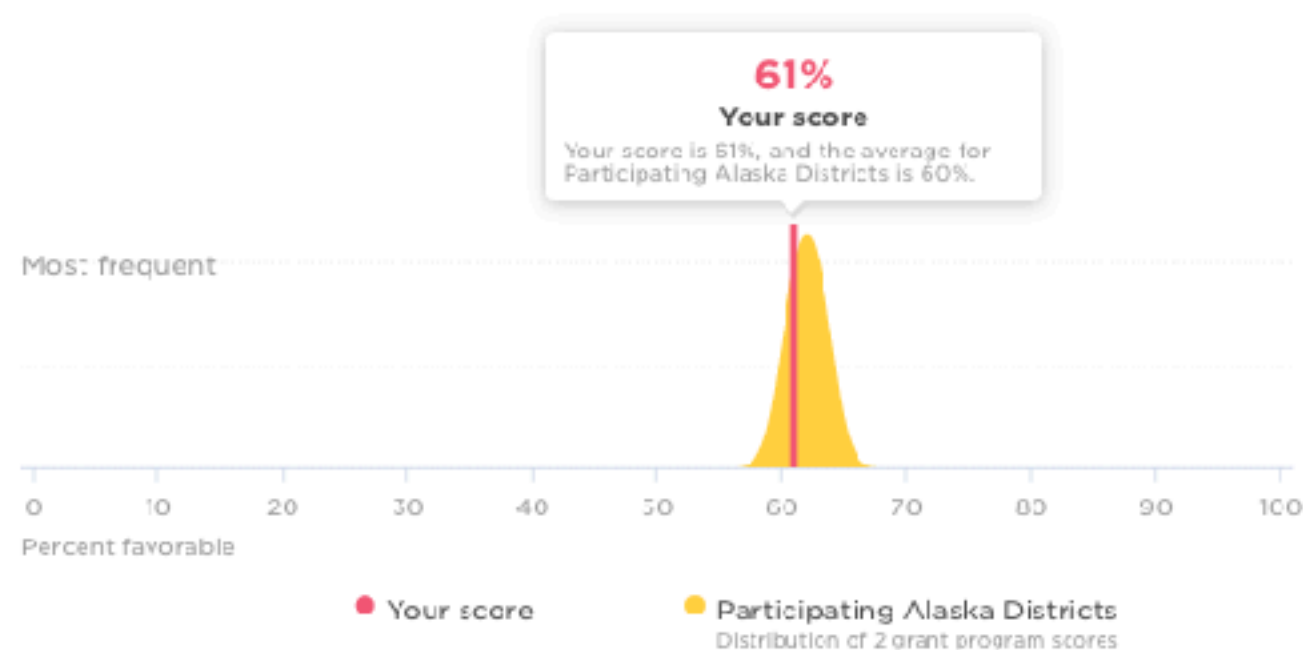 61%
Your score
Your score is 61%, and the average for
Participating Alaska Districts is 60%.
Most frequent
0 10 20 30 40 50 60 70 80 90 100
Percent favorable
Your score
Participating Alaska Districts
Distribution of 2 grant program scores